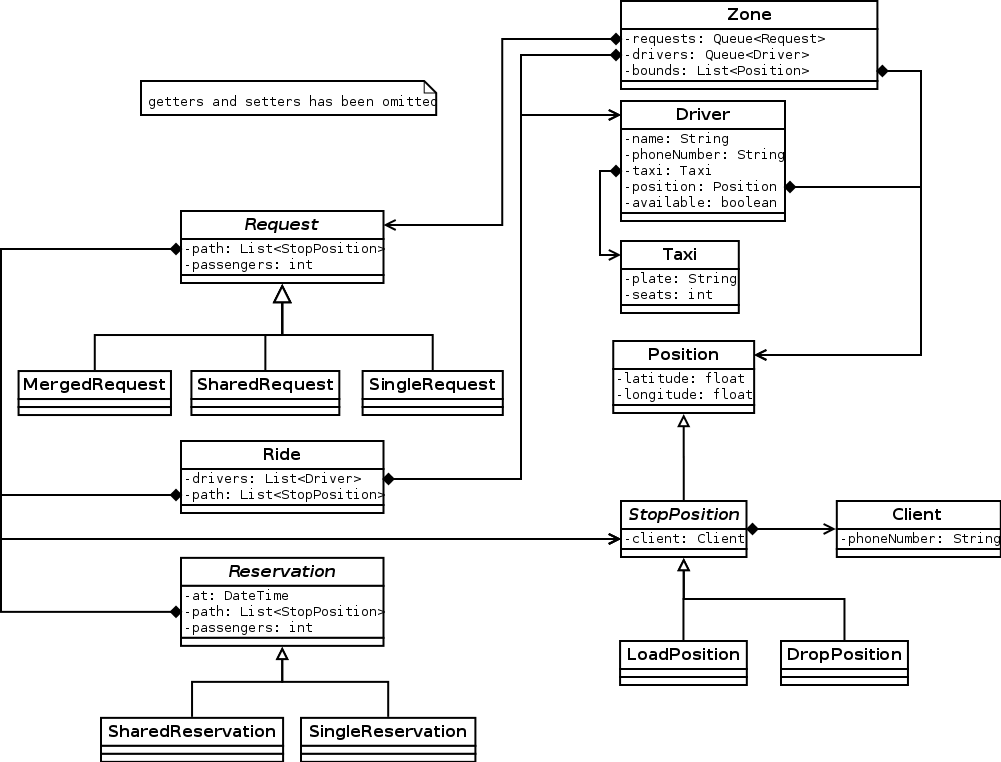 Zone
-requests: Queue<Request>
-drivers: Queue<Driver>
-bounds: List<Position>
getters and setters has been omitted
Driver
-name: String
-phoneNumber: String
-taxi: Taxi
-position: Position
-available: boolean
Request
-path: List<StopPosition>
-passengers: int
Taxi
-plate: String
-seats: int
Position
-latitude: float
-longitude: float
MergedRequest
SharedRequest
SingleRequest
Ride
-drivers: List<Driver>
-path: List<StopPosition>
StopPosition
-client: Client
Client
-phoneNumber: String
Reservation
-at: DateTime
-path: List<StopPosition>
-passengers: int
LoadPosition
DropPosition
SharedReservation
SingleReservation